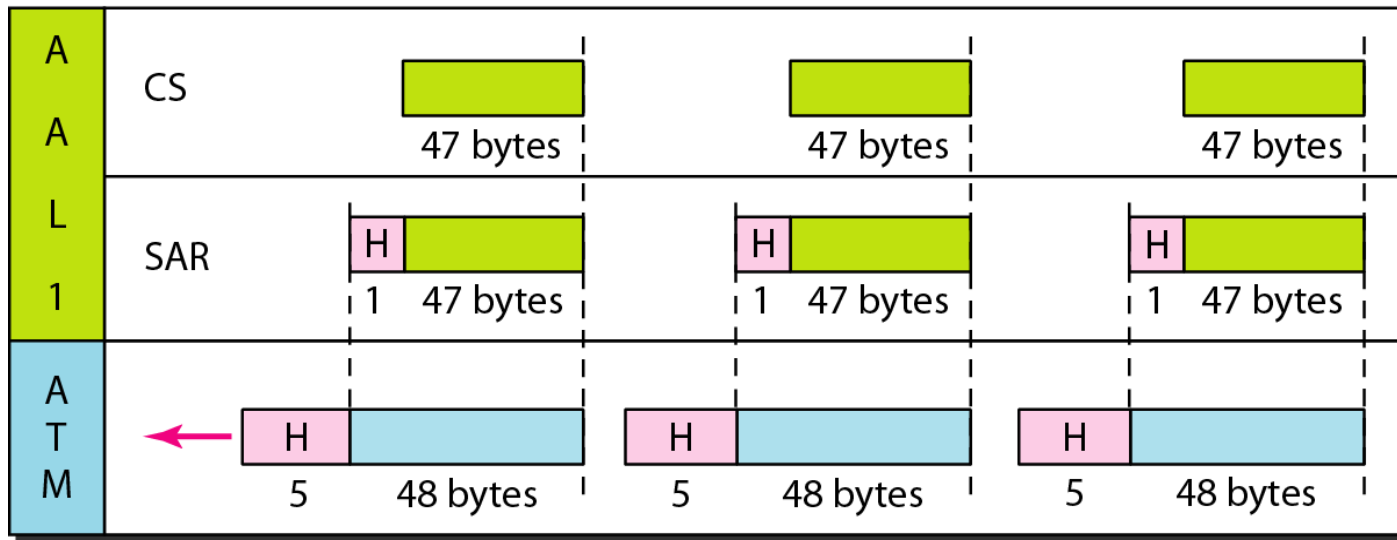 A
A
L
1
CS
47 bytes 47 bytes 47 bytes
SAR
H H H
1 47 bytes 1 47 bytes 1 47 bytes
A
T
M
H H H
5 48 bytes 5 48 bytes 5 48 bytes